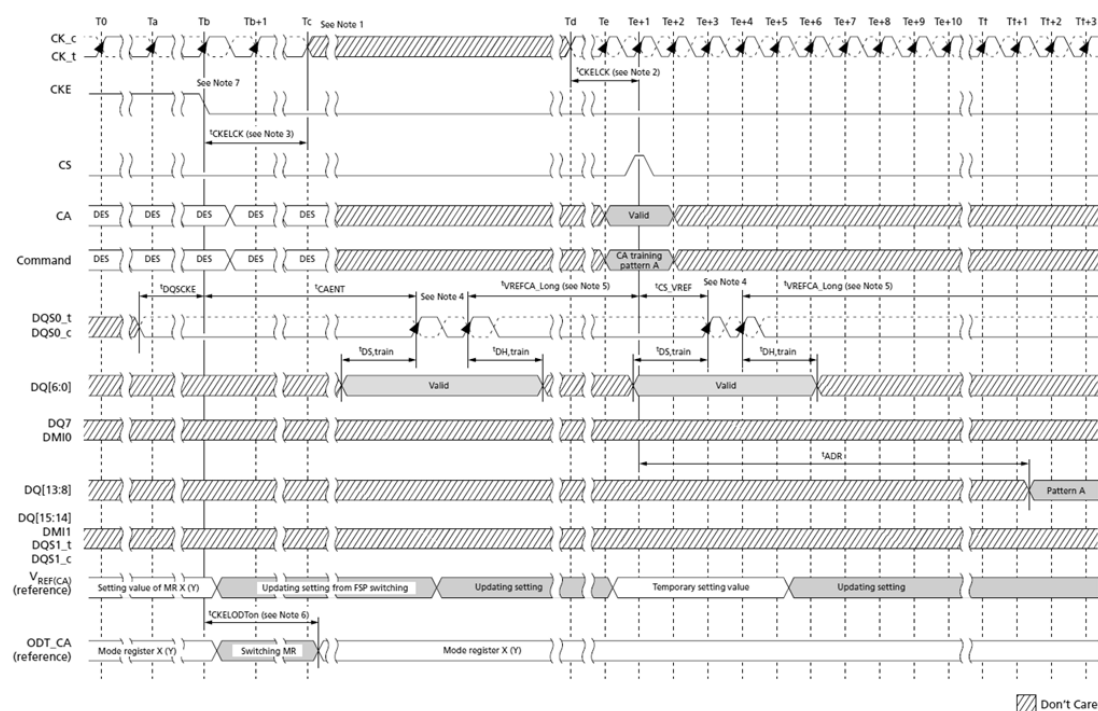 T0 Ta Tb Tb+1 Tc See Note 1 Td Te Te+1 Te+2 Te+3 Te+4 Te+5 Te+6 Te+7 Te+8 Te+9 Te+10 Tf Tf+1 Tf+2 Tf+3
CK_c
CK_t
tCKELCK (see Note 2)
See Note 7
CKE
tCKELCK (see Note 3)
CS
CA DES DES DES DES DES Valid
Command DES DES DES DES DES CA training
pattern A
tDQSCKE tCAENT See Note 4 tVREFCA_Long (see Note 5) tCS_VREF See Note 4 tVREFCA_Long (see Note 5)
DQS0_t
DQS0_c
tDS,train tDH,train tDS,train tDH,train
DQ[6:0] Valid Valid
DQ7
DMI0
tADR
DQ[13:8] Pattern A
DQ[15:14]
DMI1
DQS1_t
DQS1_c
VREF(CA)
(reference) Setting value of MR X (Y) Updating setting from FSP switching Updating setting Temporary setting value Updating setting
tCKELODTon (see Note 6)
ODT_CA
(reference) Mode register X (Y) Switching MR Mode register X (Y)
Don't Care